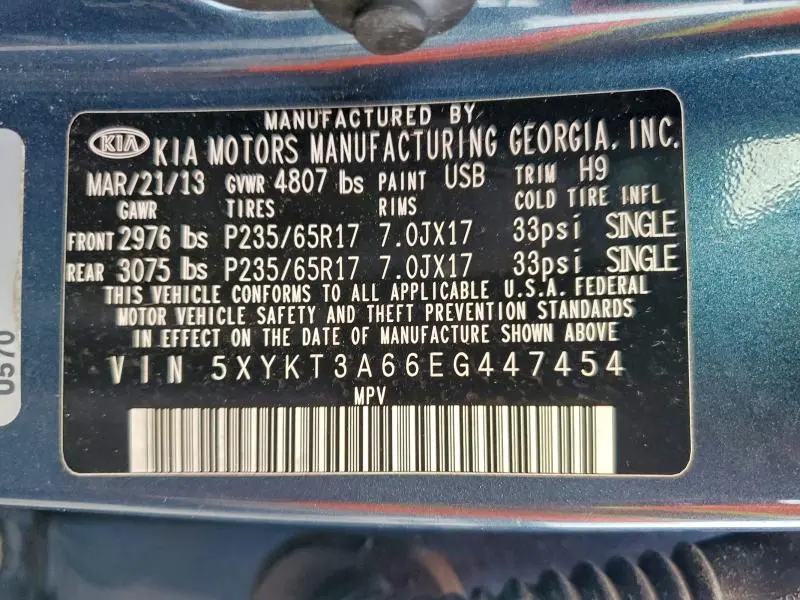 MANUFACTURED BY
KIA KIA MOTORS MANUFACTURING GEORGIA, INC.
MAR/21/13 GVWR 4807 lbs PAINT USB TRIM H9
GAWR TIRES RIMS COLD TIRE INFL
FRONT 2976 lbs P235/65R17 7.0JX17 33psi SINGLE
REAR 3075 lbs P235/65R17 7.0JX17 33psi SINGLE
THIS VEHICLE CONFORMS TO ALL APPLICABLE U.S.A. FEDERAL
MOTOR VEHICLE SAFETY AND THEFT PREVENTION STANDARDS
IN EFFECT ON THE DATE OF MANUFACTURE SHOWN ABOVE
VIN 5XYKT3A66EG447454
MPV
0570